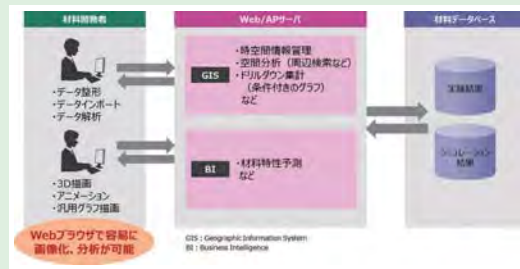 材料開発者
・データ整形
・データインポート
・データ解析
・3D描画
・アニメーション
・汎用グラフ描画
Webブラウザで容易に
画像化、分析が可能
Web/APサーバ
GIS
・時空間情報管理
・空間分析（周辺検索など）
・ドリルダウン集計
（条件付きのグラフ）
など
BI
・材料特性予測
など
GIS : Geographic Information System
BI : Business Intelligence
材料データベース
実験結果
シミュレーション
結果